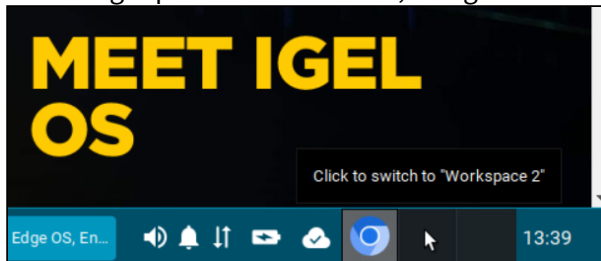 MEET IGEL
OS
Click to switch to "Workspace 2"
Edge OS, En...
13:39